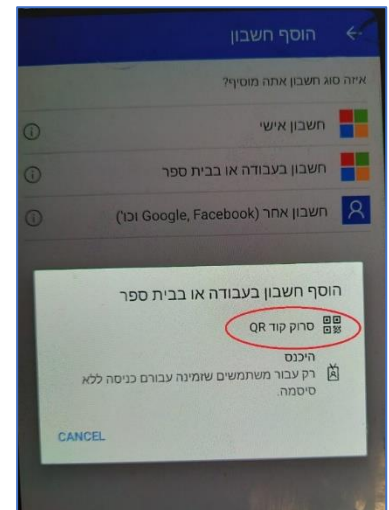 הוסף חשבון
איזה סוג חשבון אתה מוסיף?
חשבון אישי
חשבון בעבודה או בבית ספר
חשבון אחר (Google, Facebook וכו')
הוסף חשבון בעבודה או בבית ספר
סרוק קוד QR
היכנס
רק עבור משתמשים שזמינה עבורם כניסה ללא
סיסמה.
CANCEL